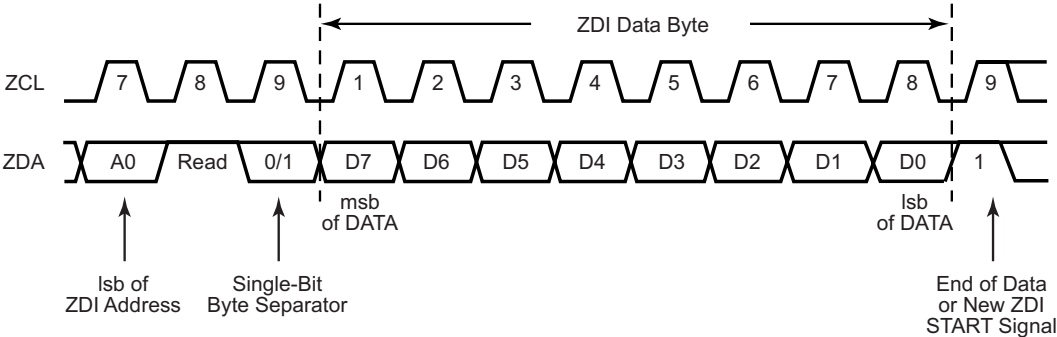 ZDI Data Byte
ZCL 7 8 9 1 2 3 4 5 6 7 8 9
ZDA A0 Read 0/1 D7 D6 D5 D4 D3 D2 D1 D0 1
msb
of DATA
lsb
of DATA
lsb of
ZDI Address
Single-Bit
Byte Separator
End of Data
or New ZDI
START Signal